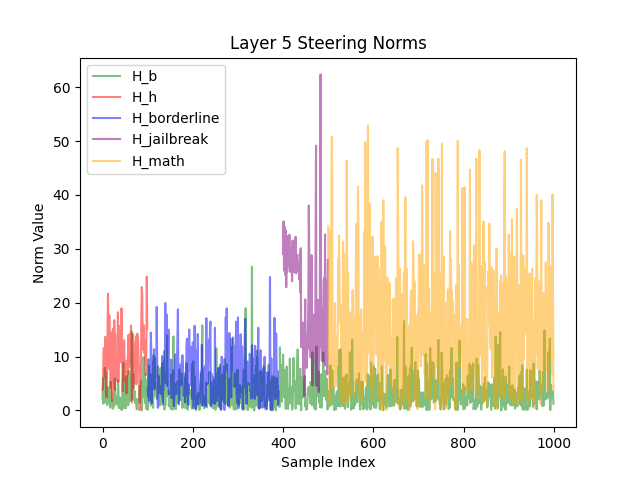 Layer 5 Steering Norms
H_b
H_h
H_borderline
H_jailbreak
H_math
Norm Value
60
50
40
30
20
10
0
0 200 400 600 800 1000
Sample Index